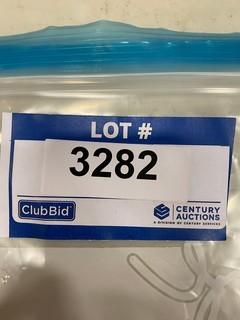 LOT #
3282
ClubBid
CENTURY
AUCTIONS
A DIVISION OF CENTURY SERVICES